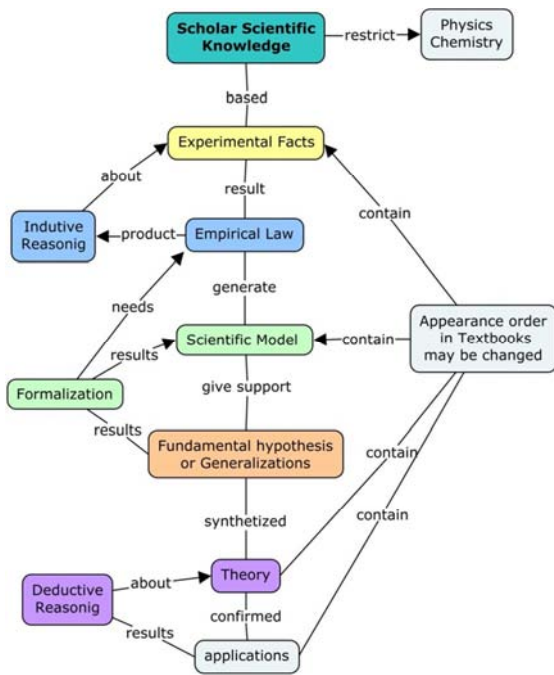 Scholar Scientific
Knowledge
restrict
Physics
Chemistry
based
Experimental Facts
about
result
contain
Indutive
Reasonig
product
Empirical Law
needs
generate
Appearance order
in Textbooks
may be changed
results
Scientific Model
contain
Formalization
give support
results
Fundamental hypothesis
or Generalizations
contain
synthetized
contain
Deductive
Reasonig
about
Theory
results
confirmed
applications